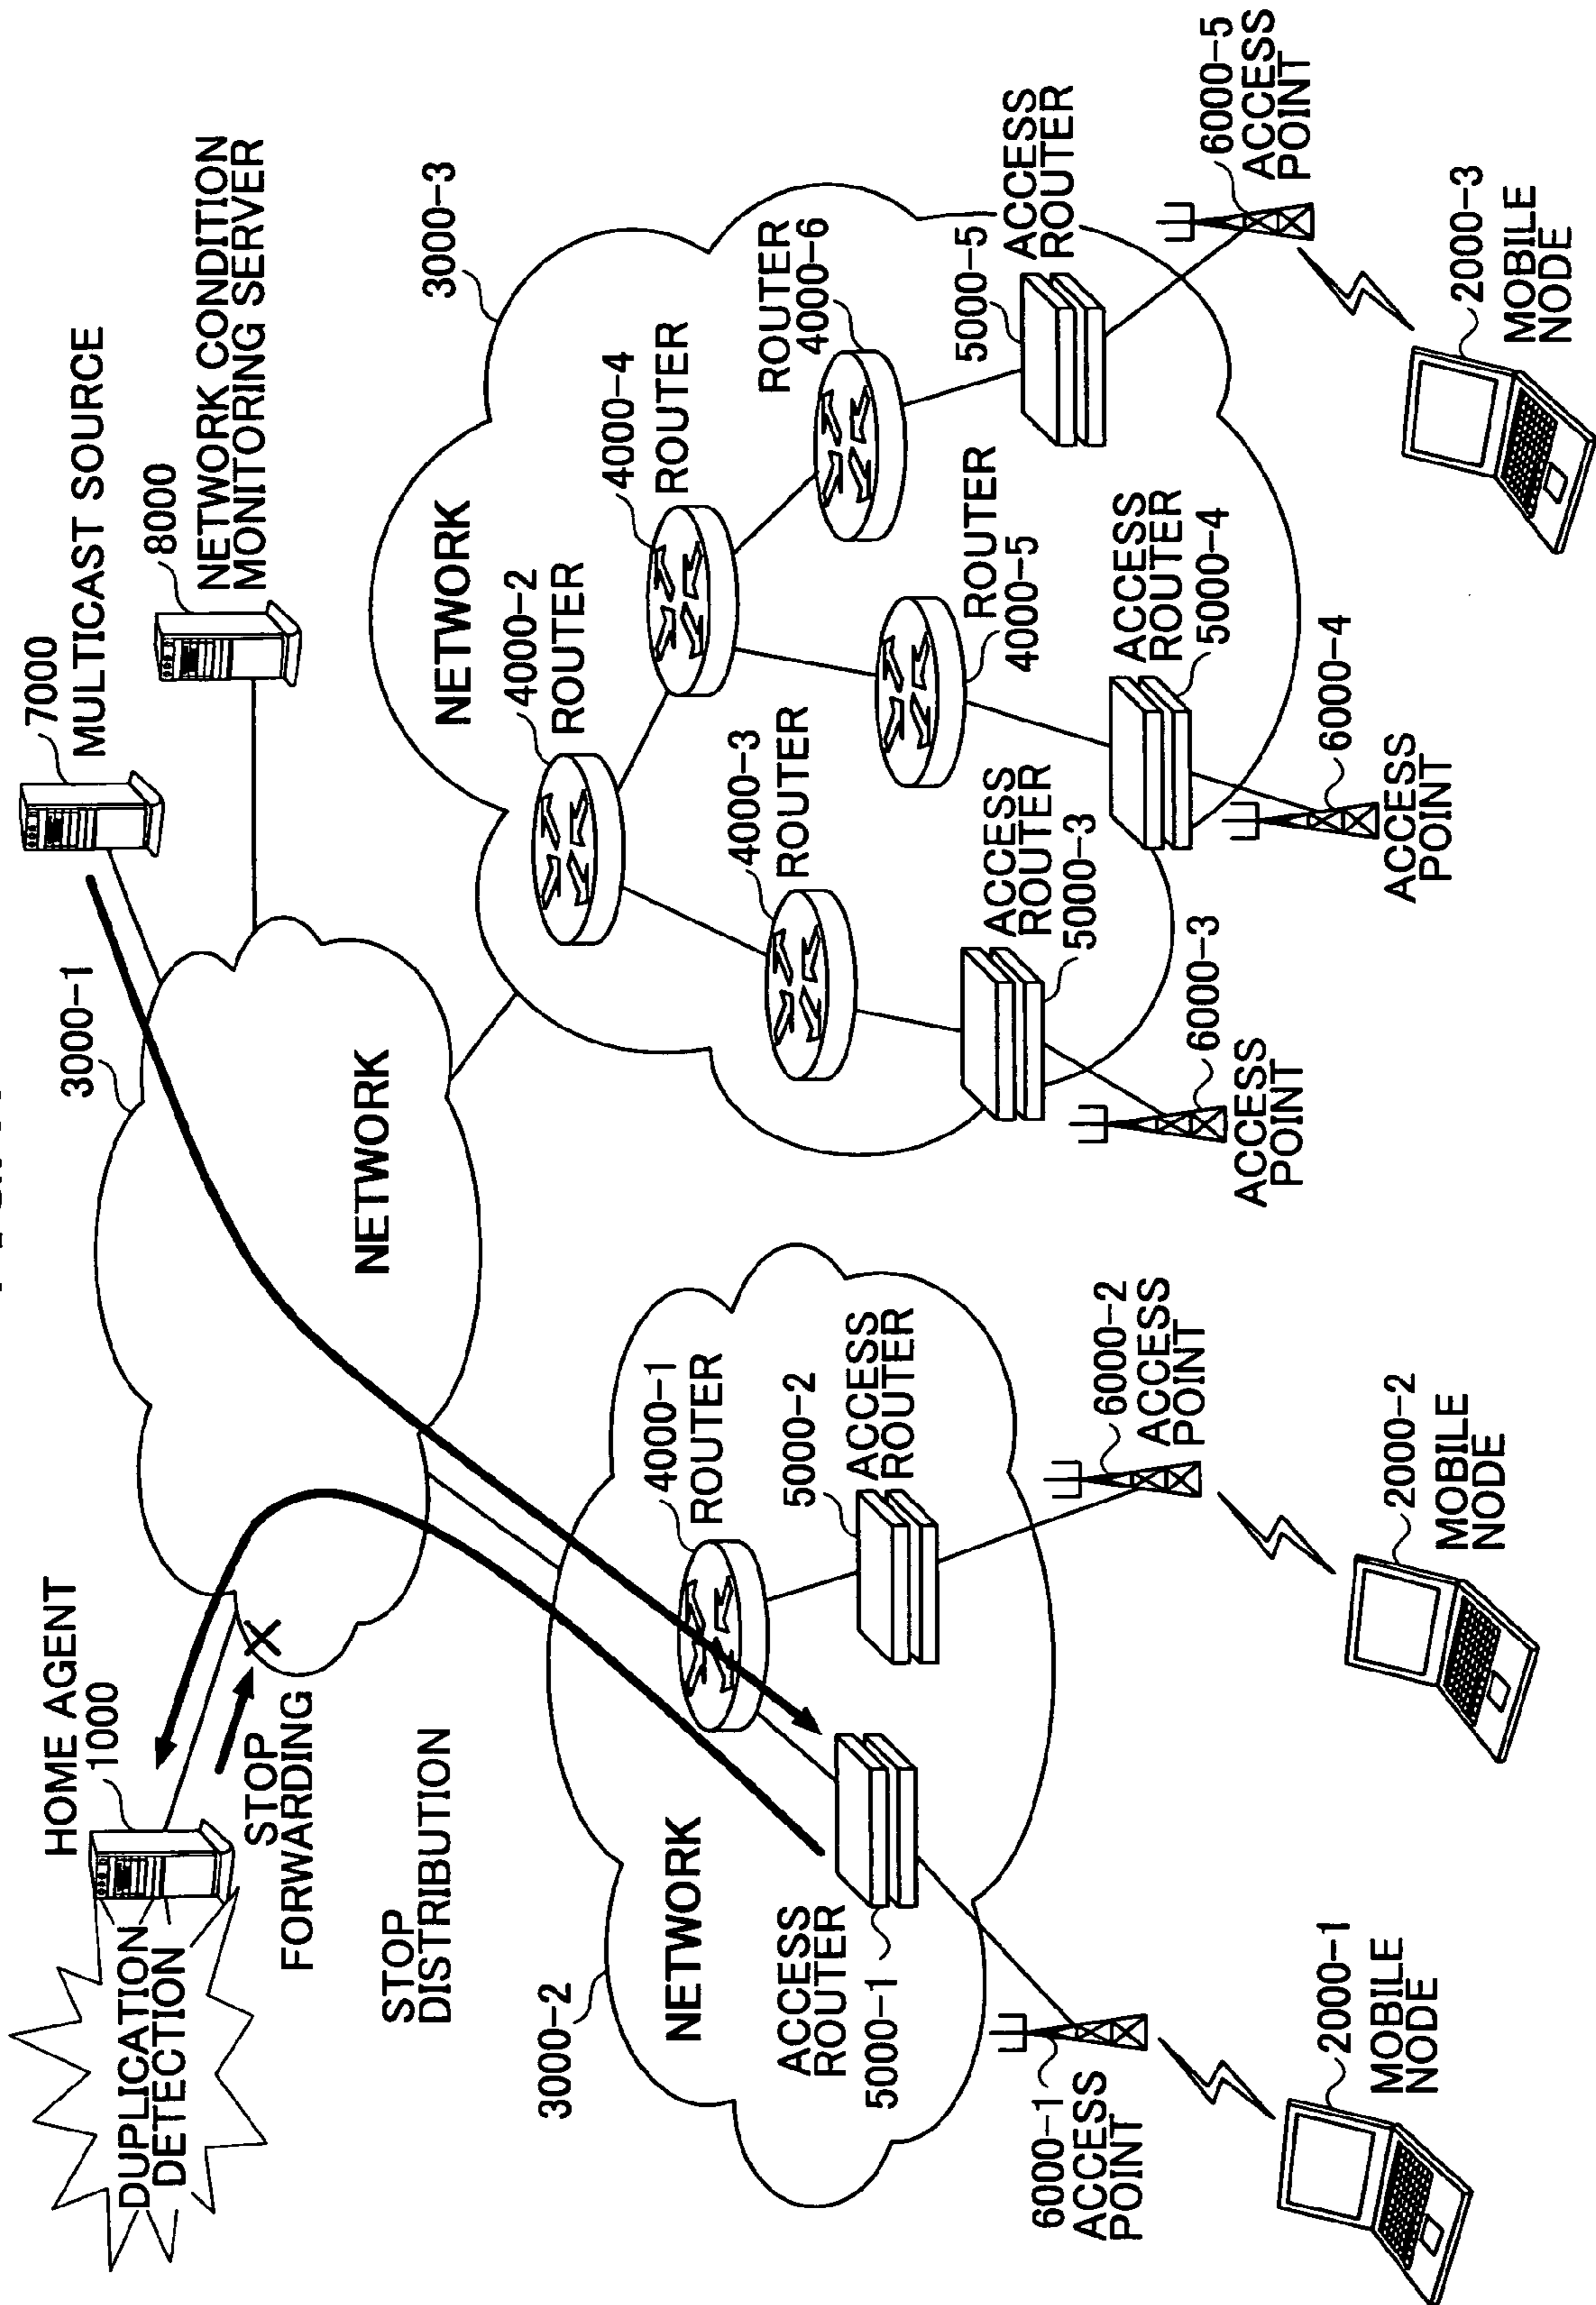 HOME AGENT
1000
DUPLICATION
DETECTION
STOP
FORWARDING
STOP
DISTRIBUTION
3000-1
NETWORK
7000
MULTICAST SOURCE
8000
NETWORK CONDITION
MONITORING SERVER
3000-2
NETWORK
4000-1
ROUTER
5000-2
ACCESS
ROUTER
ACCESS
ROUTER
5000-1
6000-1
ACCESS
POINT
6000-2
ACCESS
POINT
2000-1
MOBILE
NODE
2000-2
MOBILE
NODE
3000-3
NETWORK
4000-2
ROUTER
4000-4
ROUTER
4000-3
ROUTER
ROUTER
4000-6
ROUTER
4000-5
ACCESS
ROUTER
5000-3
ACCESS
ROUTER
5000-4
5000-5
ACCESS
ROUTER
6000-3
ACCESS
POINT
6000-4
ACCESS
POINT
6000-5
ACCESS
POINT
2000-3
MOBILE
NODE